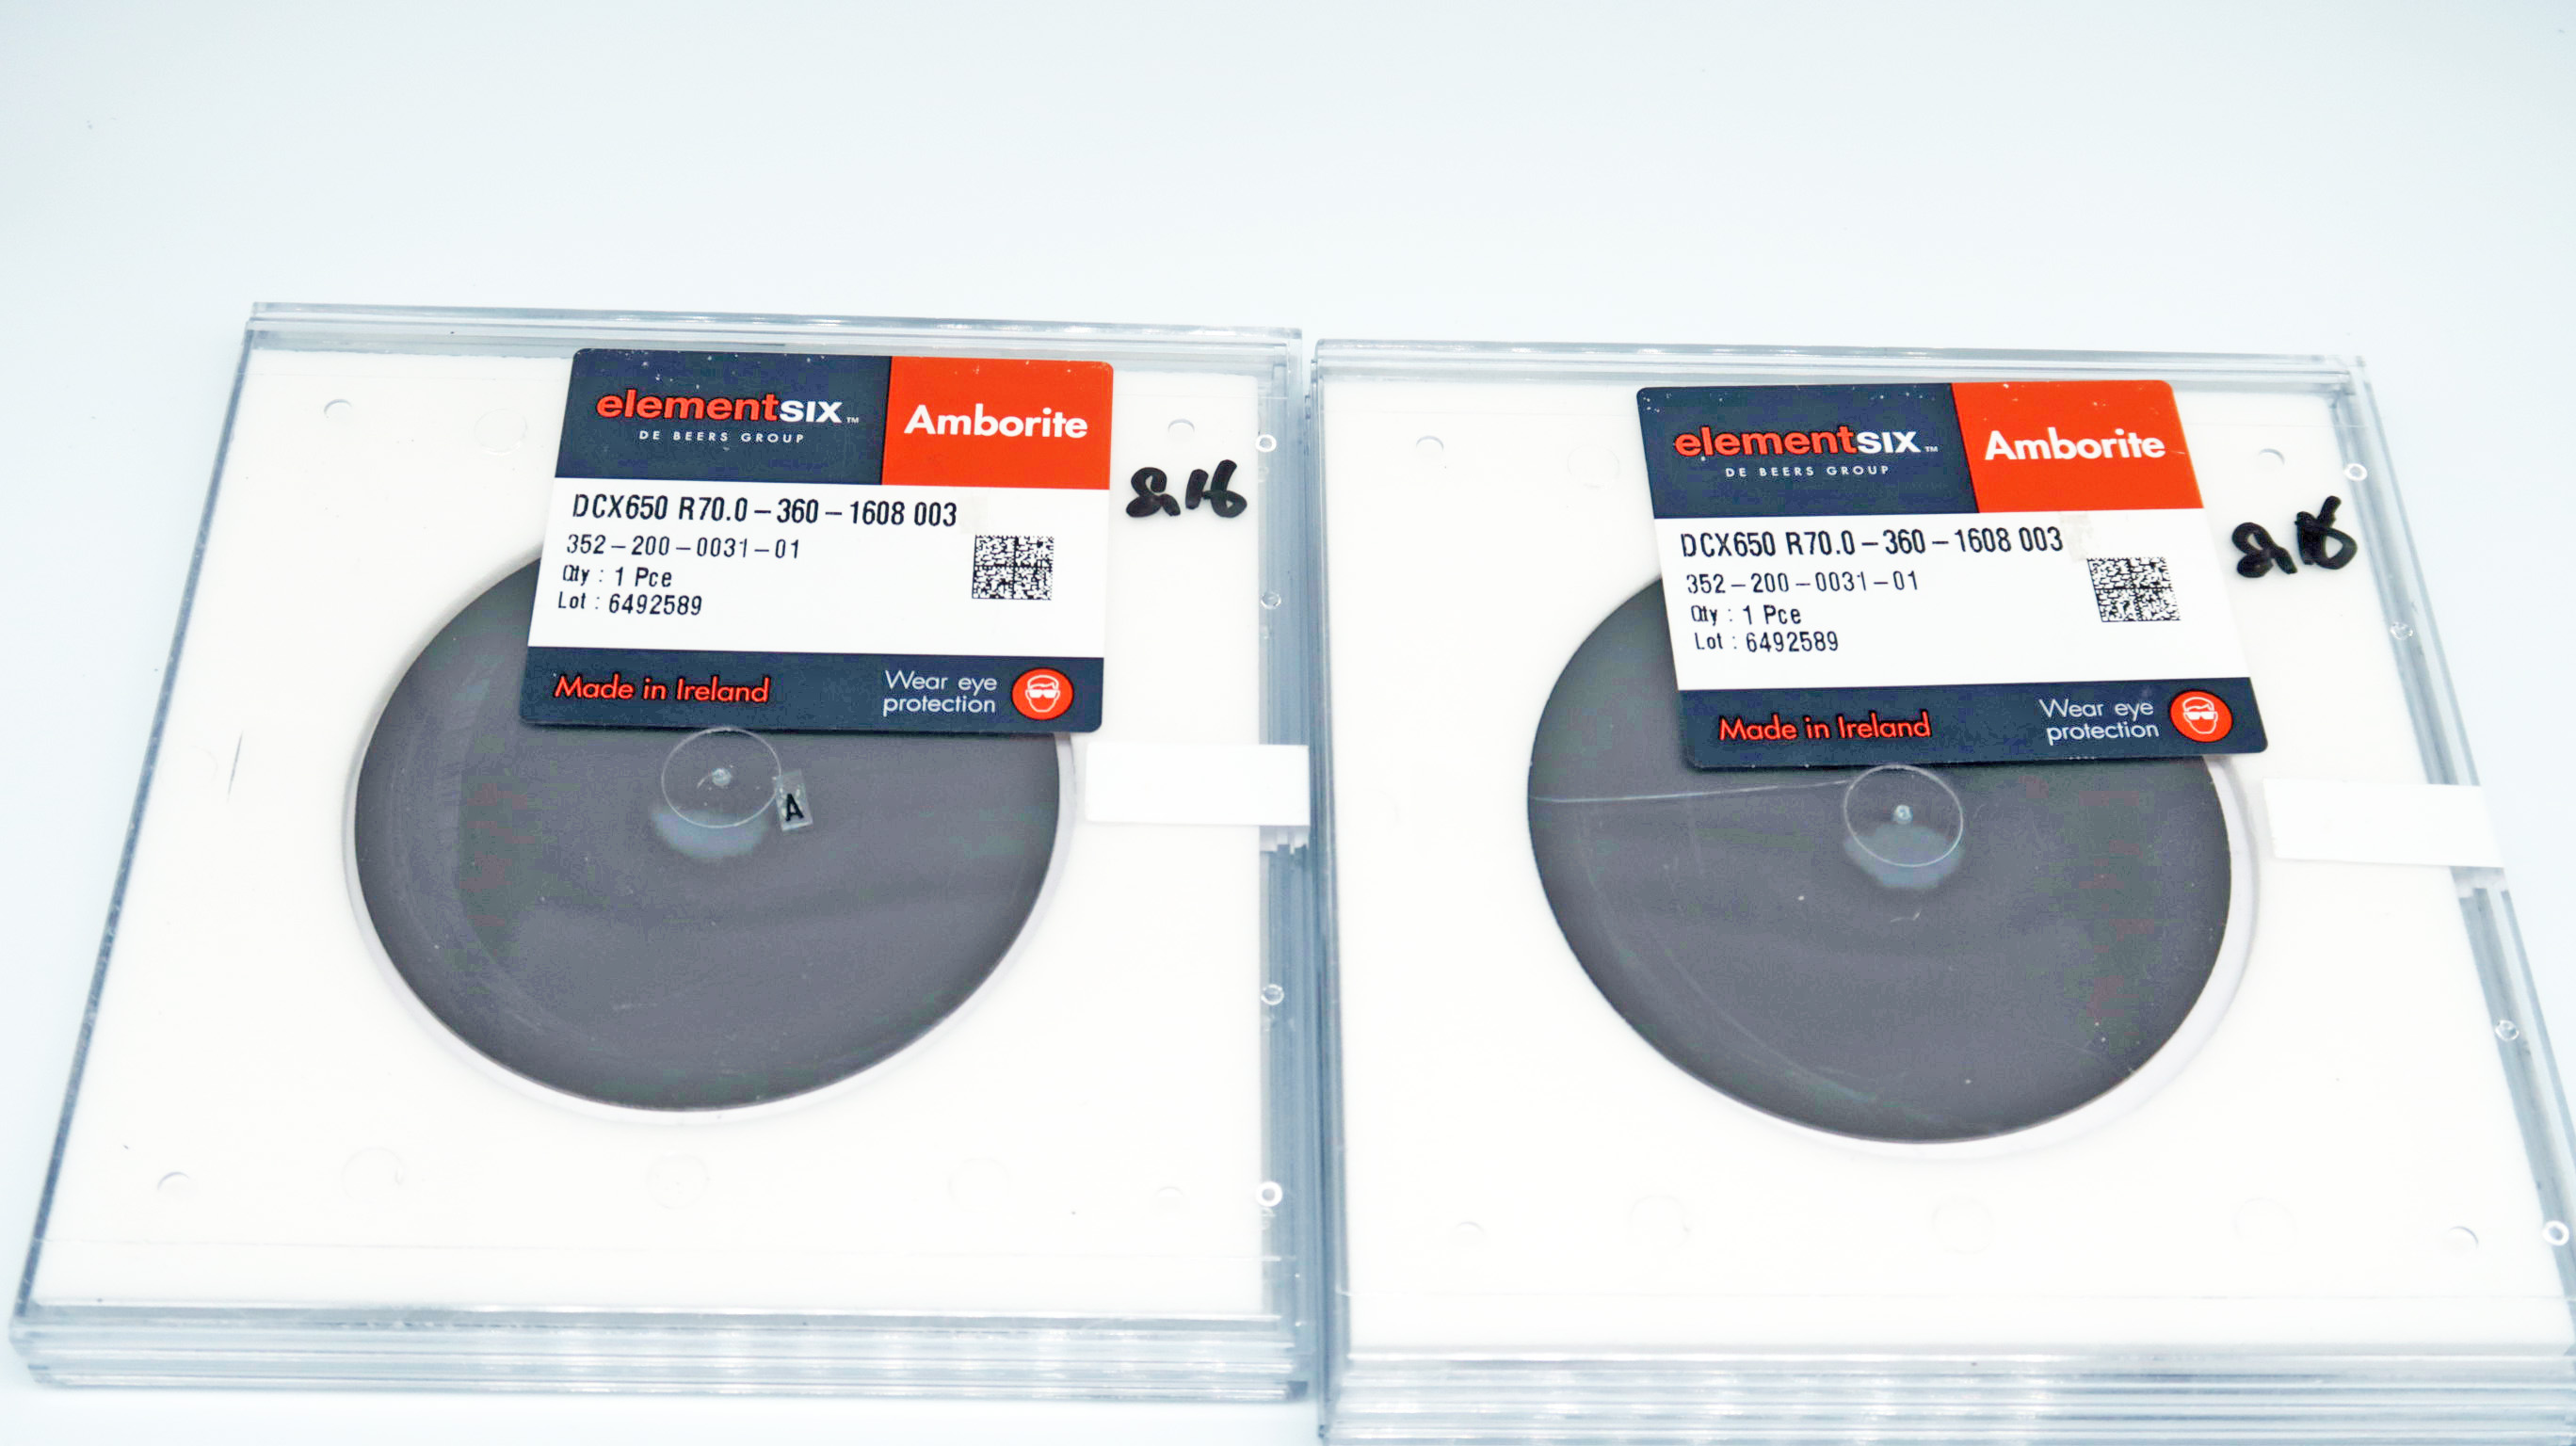 elementsix™
DE BEERS GROUP
Amborite
DCX650 R70.0-360-1608 003
352-200-0031-01
Qty : 1 Pce
Lot : 6492589
Made in Ireland
Wear eye
protection
A
elementsix™
DE BEERS GROUP
Amborite
DCX650 R70.0-360-1608 003
352-200-0031-01
Qty : 1 Pce
Lot : 6492589
Made in Ireland
Wear eye
protection